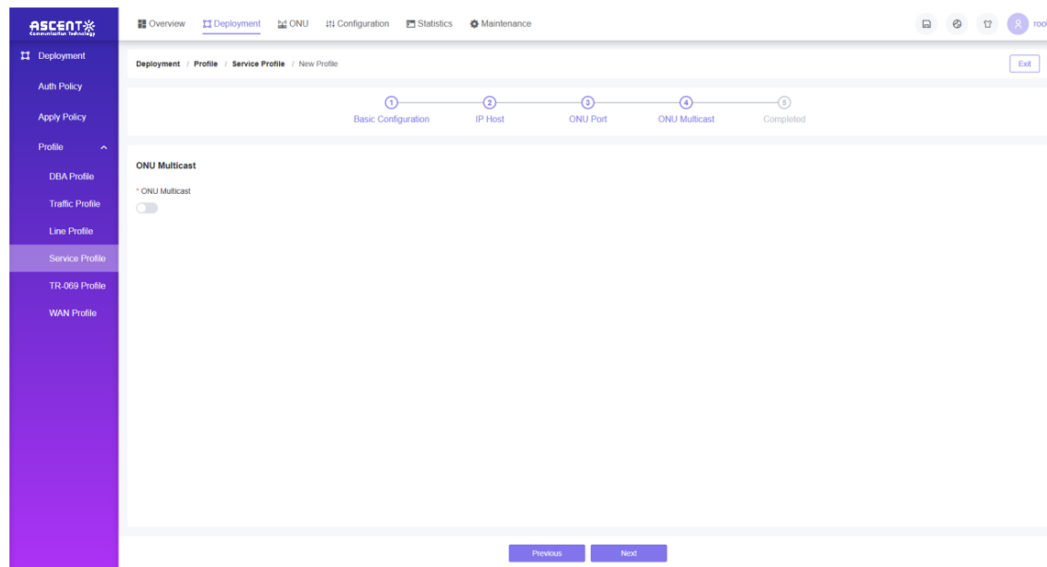 ASCENT
Communication Technology
Overview Deployment ONU Configuration Statistics Maintenance
root
Deployment
Auth Policy
Apply Policy
Profile
DBA Profile
Traffic Profile
Line Profile
Service Profile
TR-069 Profile
WAN Profile
Deployment / Profile / Service Profile / New Profile
Exit
1 2 3 4 5
Basic Configuration IP Host ONU Port ONU Multicast Completed
ONU Multicast
* ONU Multicast
Previous Next